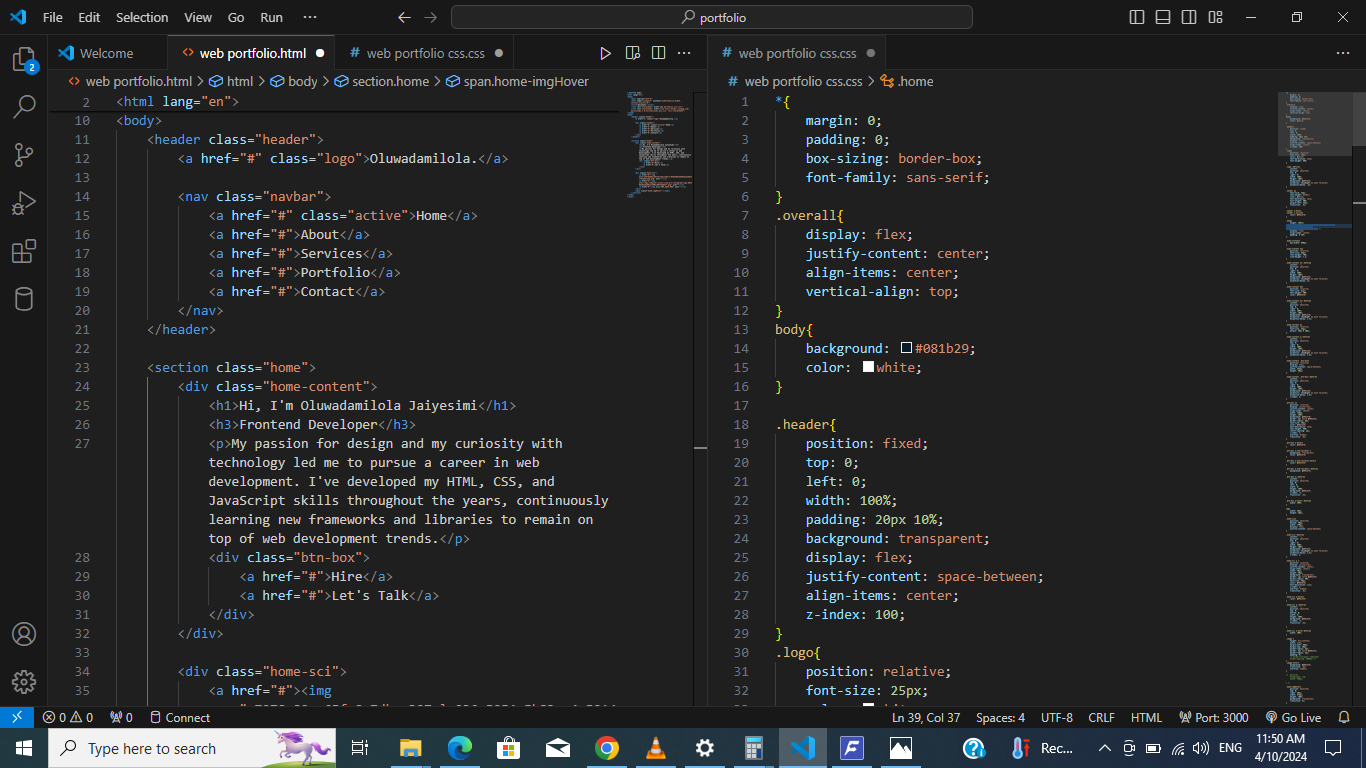 File Edit Selection View Go Run ···
portfolio
Welcome
web portfolio.html
web portfolio css.css
web portfolio.html > html > body > section.home > span.home-imgHover
2 <html lang="en">
10 <body>
11 <header class="header">
12 <a href="#" class="logo">Oluwadamilola.</a>
13
14 <nav class="navbar">
15 <a href="#" class="active">Home</a>
16 <a href="#">About</a>
17 <a href="#">Services</a>
18 <a href="#">Portfolio</a>
19 <a href="#">Contact</a>
20 </nav>
21 </header>
22
23 <section class="home">
24 <div class="home-content">
25 <h1>Hi, I'm Oluwadamilola Jaiyesimi</h1>
26 <h3>Frontend Developer</h3>
27 <p>My passion for design and my curiosity with
technology led me to pursue a career in web
development. I've developed my HTML, CSS, and
JavaScript skills throughout the years, continuously
learning new frameworks and libraries to remain on
top of web development trends.</p>
28 <div class="btn-box">
29 <a href="#">Hire</a>
30 <a href="#">Let's Talk</a>
31 </div>
32 </div>
33
34 <div class="home-sci">
35 <a href="#"><img
web portfolio css.css
# web portfolio css.css > .home
1 *{
2 margin: 0;
3 padding: 0;
4 box-sizing: border-box;
5 font-family: sans-serif;
6 }
7 .overall{
8 display: flex;
9 justify-content: center;
10 align-items: center;
11 vertical-align: top;
12 }
13 body{
14 background: #081b29;
15 color: white;
16 }
17
18 .header{
19 position: fixed;
20 top: 0;
21 left: 0;
22 width: 100%;
23 padding: 20px 10%;
24 background: transparent;
25 display: flex;
26 justify-content: space-between;
27 align-items: center;
28 z-index: 100;
29 }
30 .logo{
31 position: relative;
32 font-size: 25px;
0 0 0 Connect
Ln 39, Col 37 Spaces: 4 UTF-8 CRLF HTML Port: 3000 Go Live
2
Type here to search
Rec...
ENG
11:50 AM
4/10/2024